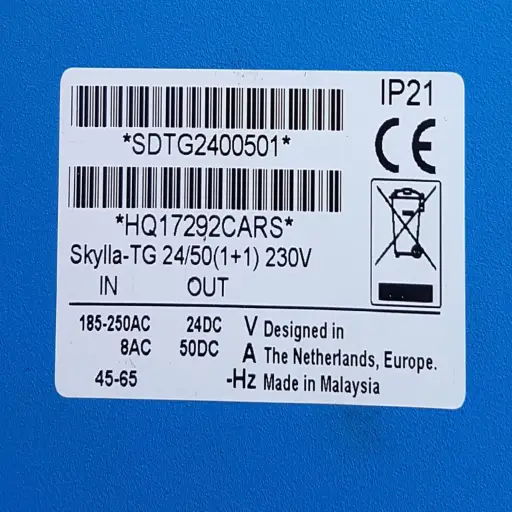 IP21
*SDTG2400501*
CE
*HQ17292CARS*
Skylla-TG 24/50(1+1) 230V
IN OUT
185-250AC 24DC V Designed in
8AC 50DC A The Netherlands, Europe.
45-65 -Hz Made in Malaysia